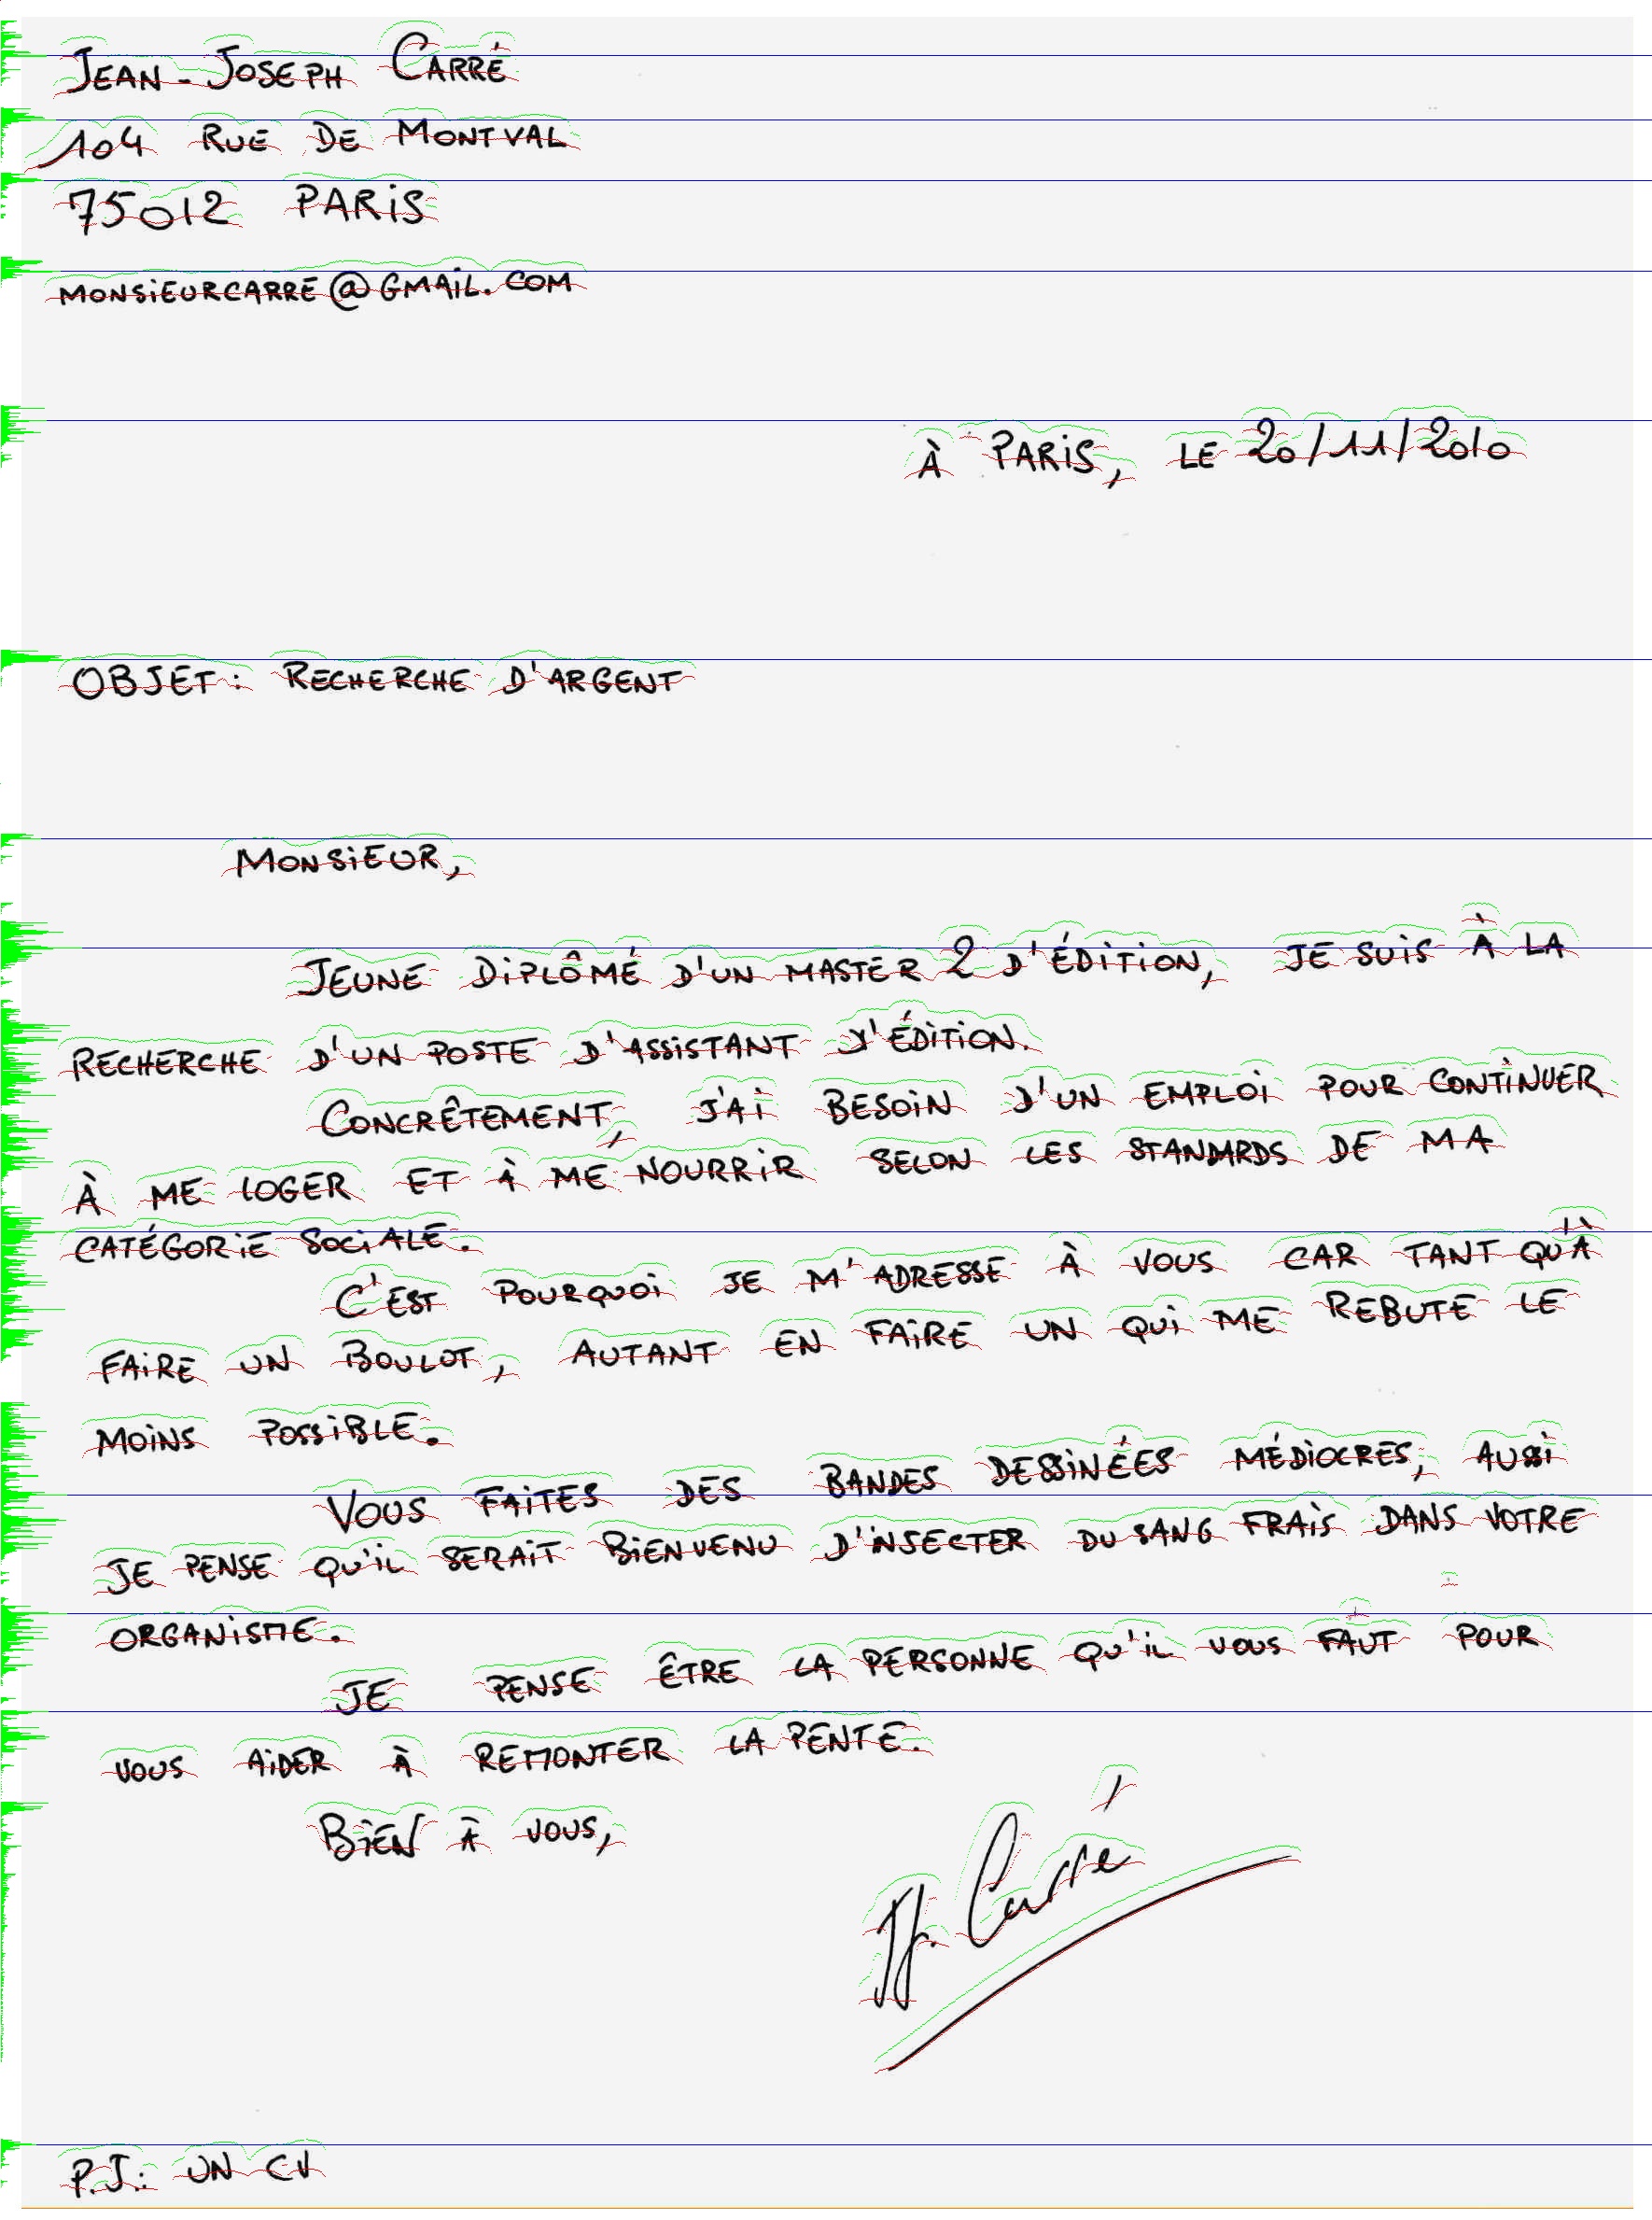 JEAN-JOSEPH CARRÉ
104 RUE DE MONTVAL
75012 PARiS
MONSiEURCARRE@GMAiL.COM
À PARiS, LE 20/11/2010
OBJET: RECHERCHE D'ARGENT
MONSiEUR,
JEUNE DiPLÔMÉ D'UN MASTER 2 D'ÉDiTiON, JE SUiS À LA
RECHERCHE D'UN POSTE D'ASSiSTANT D'ÉDiTiON.
CONCRÊTEMENT, J'Ai BESOiN D'UN EMPLOi POUR CONTiNUER
À ME LOGER ET À ME NOURRiR SELON LES STANDARDS DE MA
CATÉGORiE SOCiALE.
C'EST POURQUOi JE M'ADRESSE À VOUS CAR TANT QU'À
FAiRE UN BOULOT, AUTANT EN FAiRE UN QUi ME REBUTE LE
MOiNS POSSiBLE.
VOUS FAiTES DES BANDES DESSiNÉES MÉDiOCRES, AUSSi
JE PENSE QU'iL SERAiT BiENVENU D'iNSECTER DU SANG FRAiS DANS VOTRE
ORGANiSME.
JE PENSE ÊTRE LA PERSONNE QU'iL VOUS FAUT POUR
VOUS AiDER À REMONTER LA PENTE.
BiEN À VOUS,
JJ. Carré
P.J.: UN CV